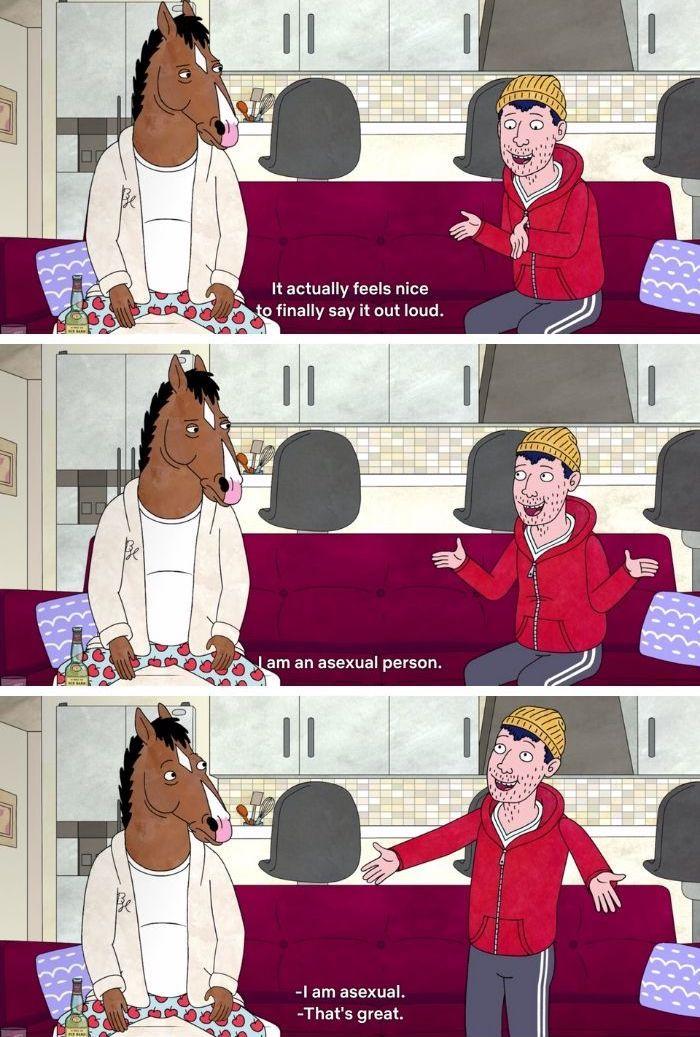 It actually feels nice
to finally say it out loud.
I am an asexual person.
-I am asexual.
-That's great.